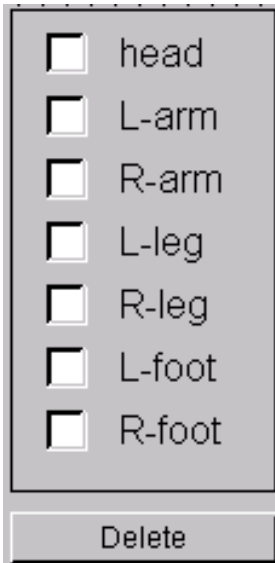 head
L-arm
R-arm
L-leg
R-leg
L-foot
R-foot
Delete